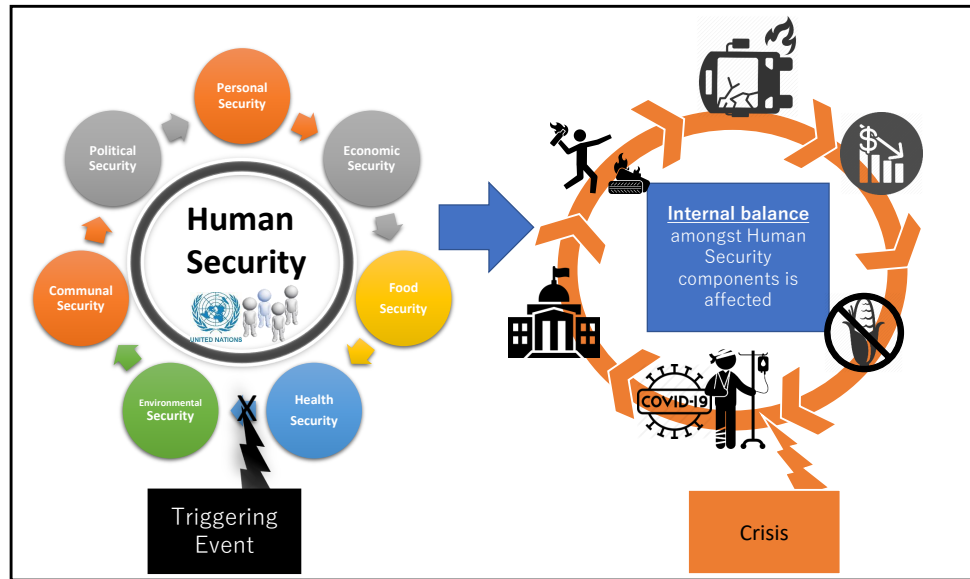 Personal
Security
Economic
Security
Food
Security
Health
Security
Environmental
Security
Communal
Security
Political
Security
Human
Security
UNITED NATIONS
X
Triggering
Event
$
Internal balance
amongst Human
Security
components is
affected
COVID-19
Crisis